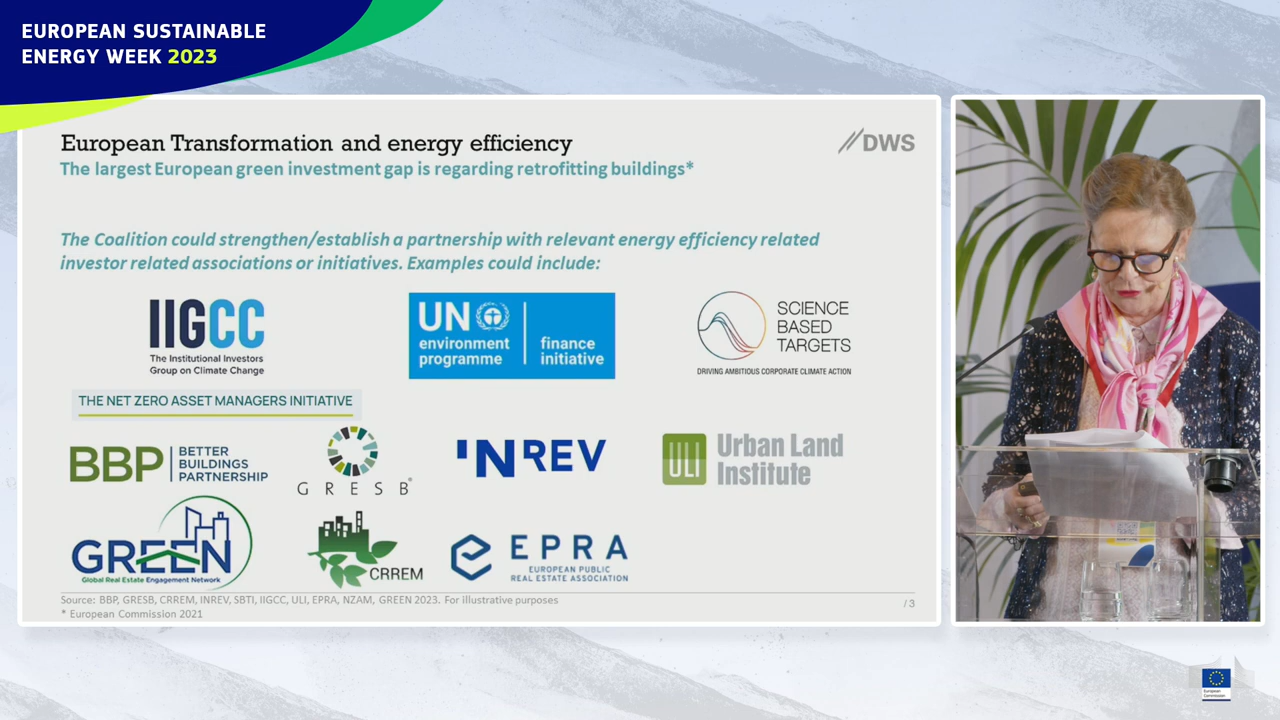 EUROPEAN SUSTAINABLE
ENERGY WEEK 2023
European Transformation and energy efficiency
DWS
The largest European green investment gap is regarding retrofitting buildings*
The Coalition could strengthen/establish a partnership with relevant energy efficiency related
investor related associations or initiatives. Examples could include:
IIGCC
The Institutional Investors
Group on Climate Change
UN
environment
programme
finance
initiative
SCIENCE
BASED
TARGETS
DRIVING AMBITIOUS CORPORATE CLIMATE ACTION
THE NET ZERO ASSET MANAGERS INITIATIVE
BBP
BETTER
BUILDINGS
PARTNERSHIP
GRESB®
INREV
ULI
Urban Land
Institute
GREEN
Global Real Estate Engagement Network
CRREM
EPRA
EUROPEAN PUBLIC
REAL ESTATE ASSOCIATION
Source: BBP, GRESB, CRREM, INREV, SBTI, IIGCC, ULI, EPRA, NZAM, GREEN 2023. For illustrative purposes
/ 3
* European Commission 2021
European
Commission